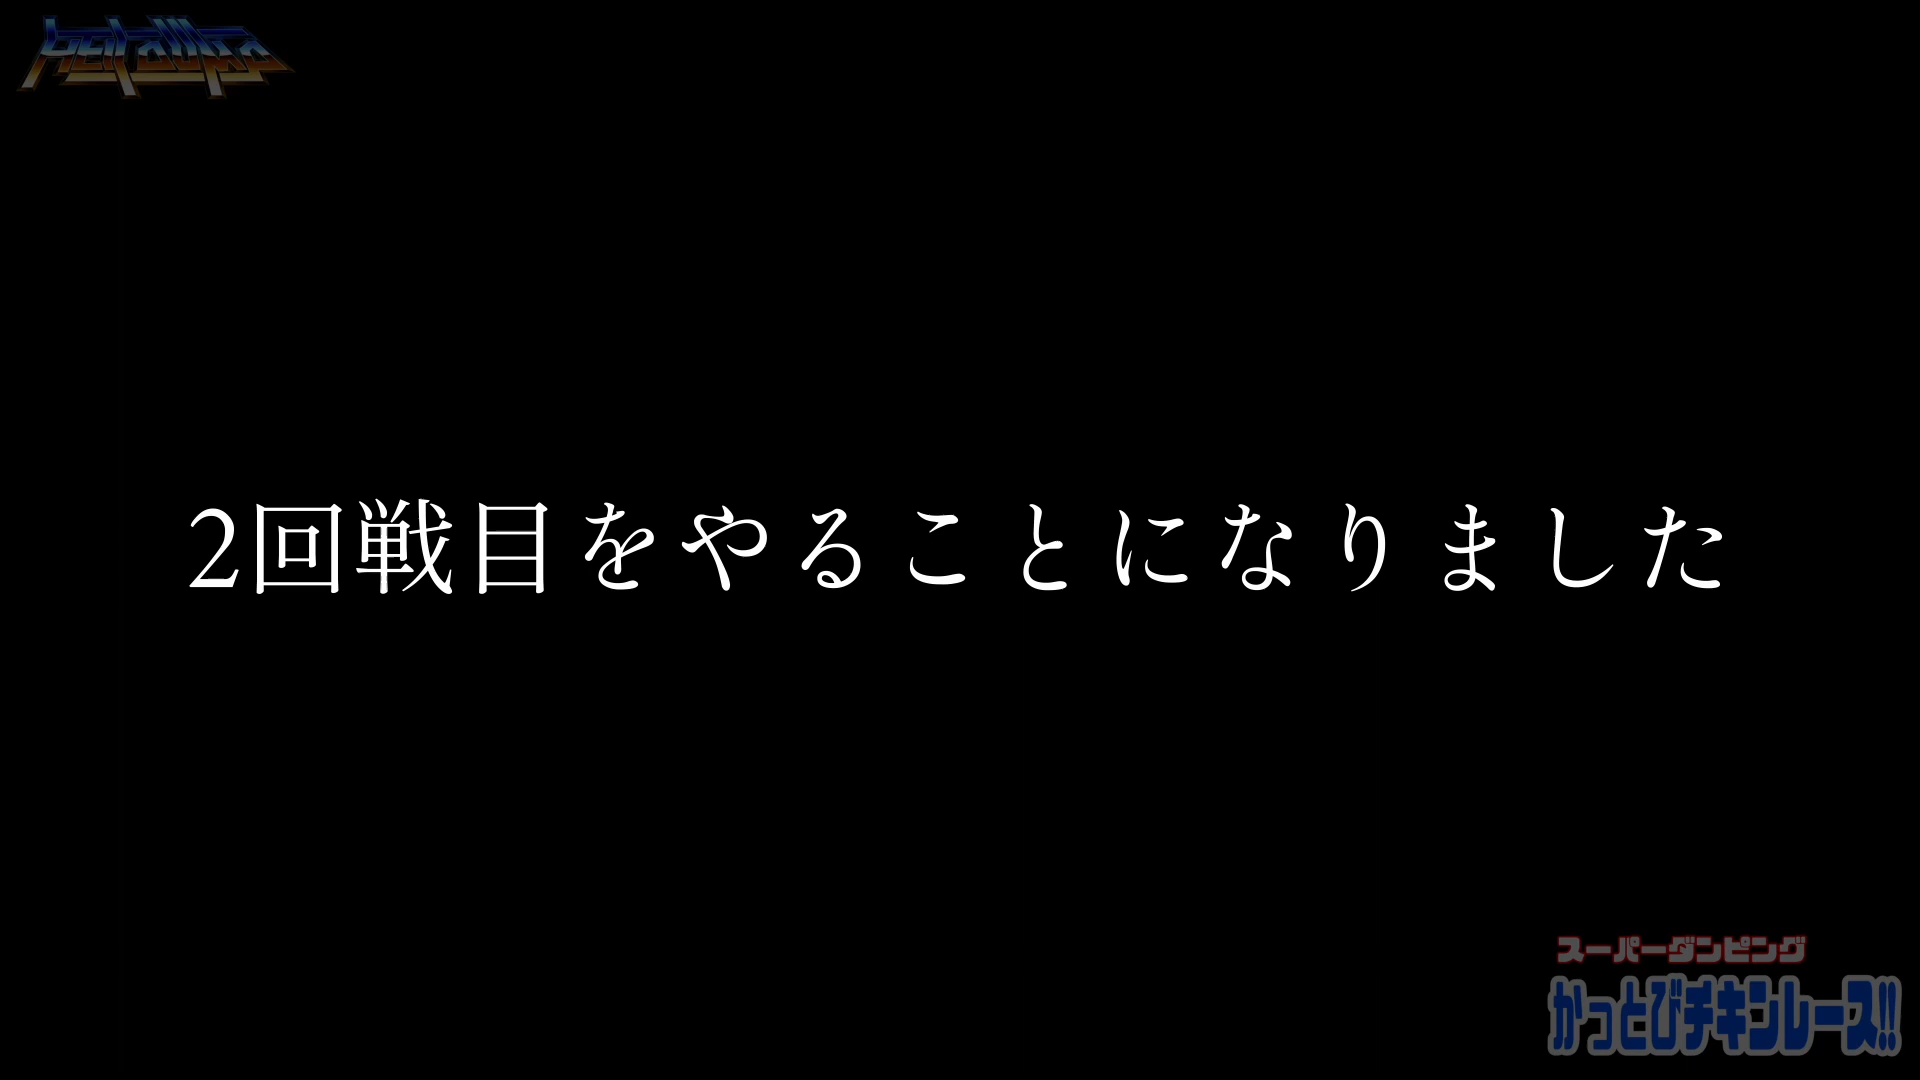 2回戦目をやることになりました
スーパーダンピング
かっとびチキンレース!!